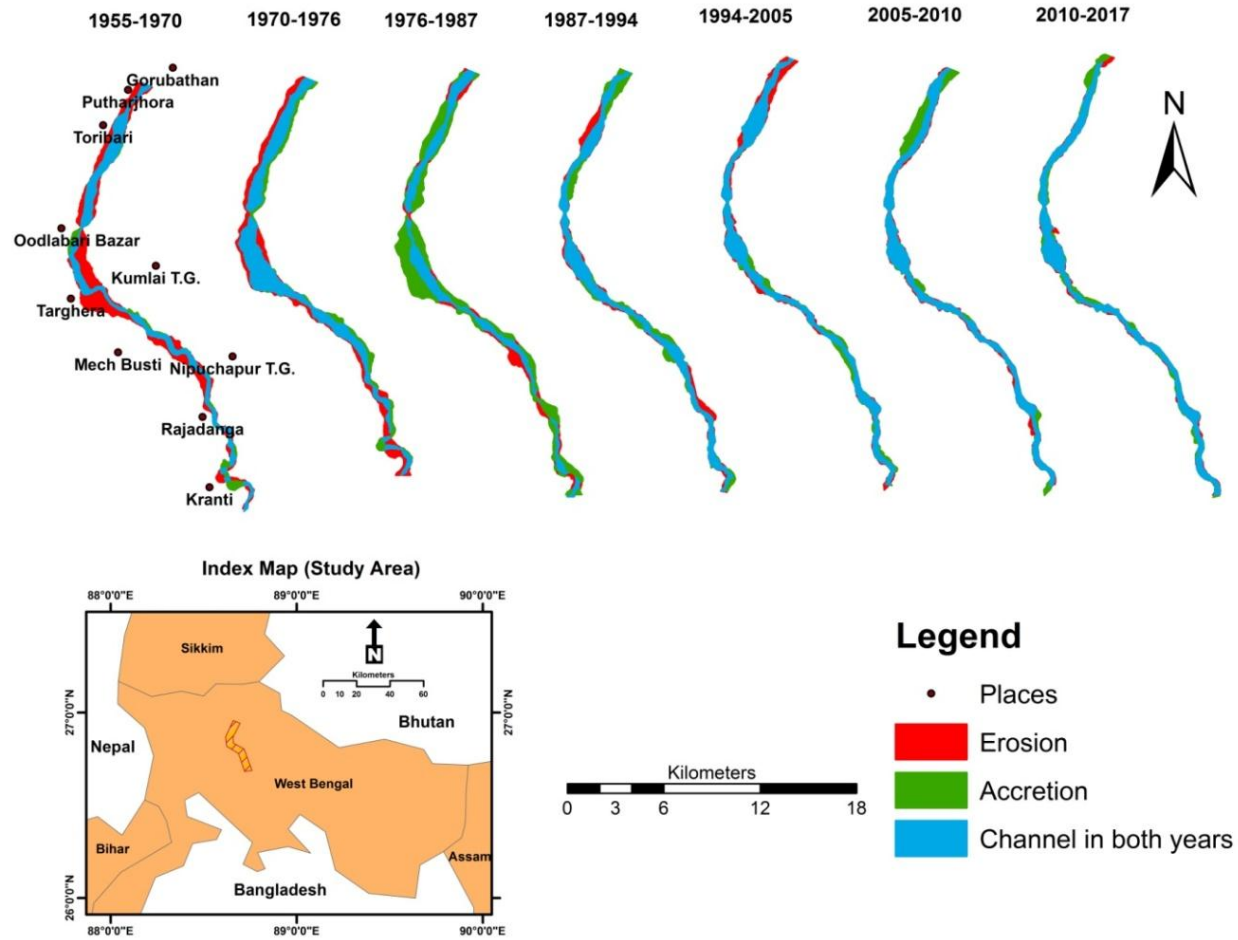 1955-1970 1970-1976 1976-1987 1987-1994 1994-2005 2005-2010 2010-2017
Gorubathan
Putharjhora
Toribari
Oodlabari Bazar
Kumlai T.G.
Targhera
Mech Busti
Nipuchapur T.G.
Rajadanga
Kranti
N
Index Map (Study Area)
88°0'0"E 89°0'0"E 90°0'0"E
Sikkim
N
Kilometers
0 10 20 40 60
27°0'0"N
27°0'0"N
Nepal
Bhutan
West Bengal
Bihar
Assam
Bangladesh
26°0'0"N
26°0'0"N
88°0'0"E 89°0'0"E 90°0'0"E
Kilometers
0 3 6 12 18
Legend
Places
Erosion
Accretion
Channel in both years